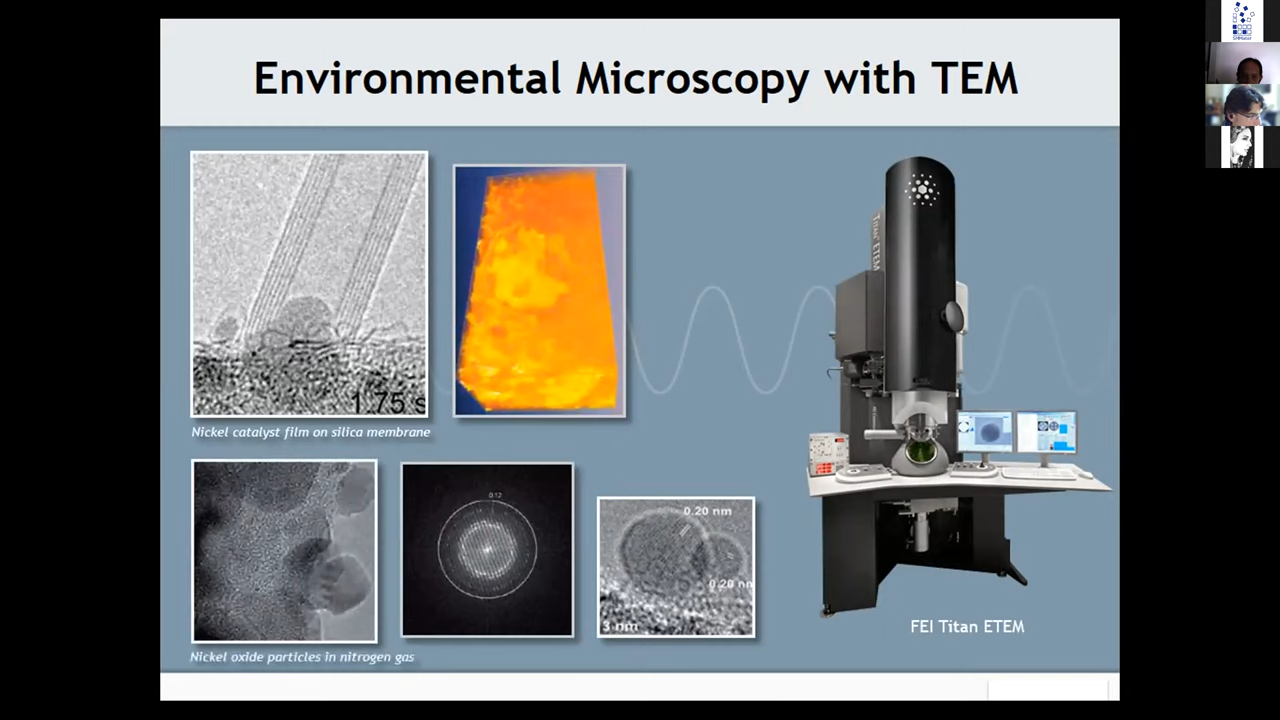 Environmental Microscopy with TEM
1.75 s
Nickel catalyst film on silica membrane
0.12
0.20 nm
0.20 nm
3 nm
Nickel oxide particles in nitrogen gas
Titan ETEM
FEI Titan ETEM